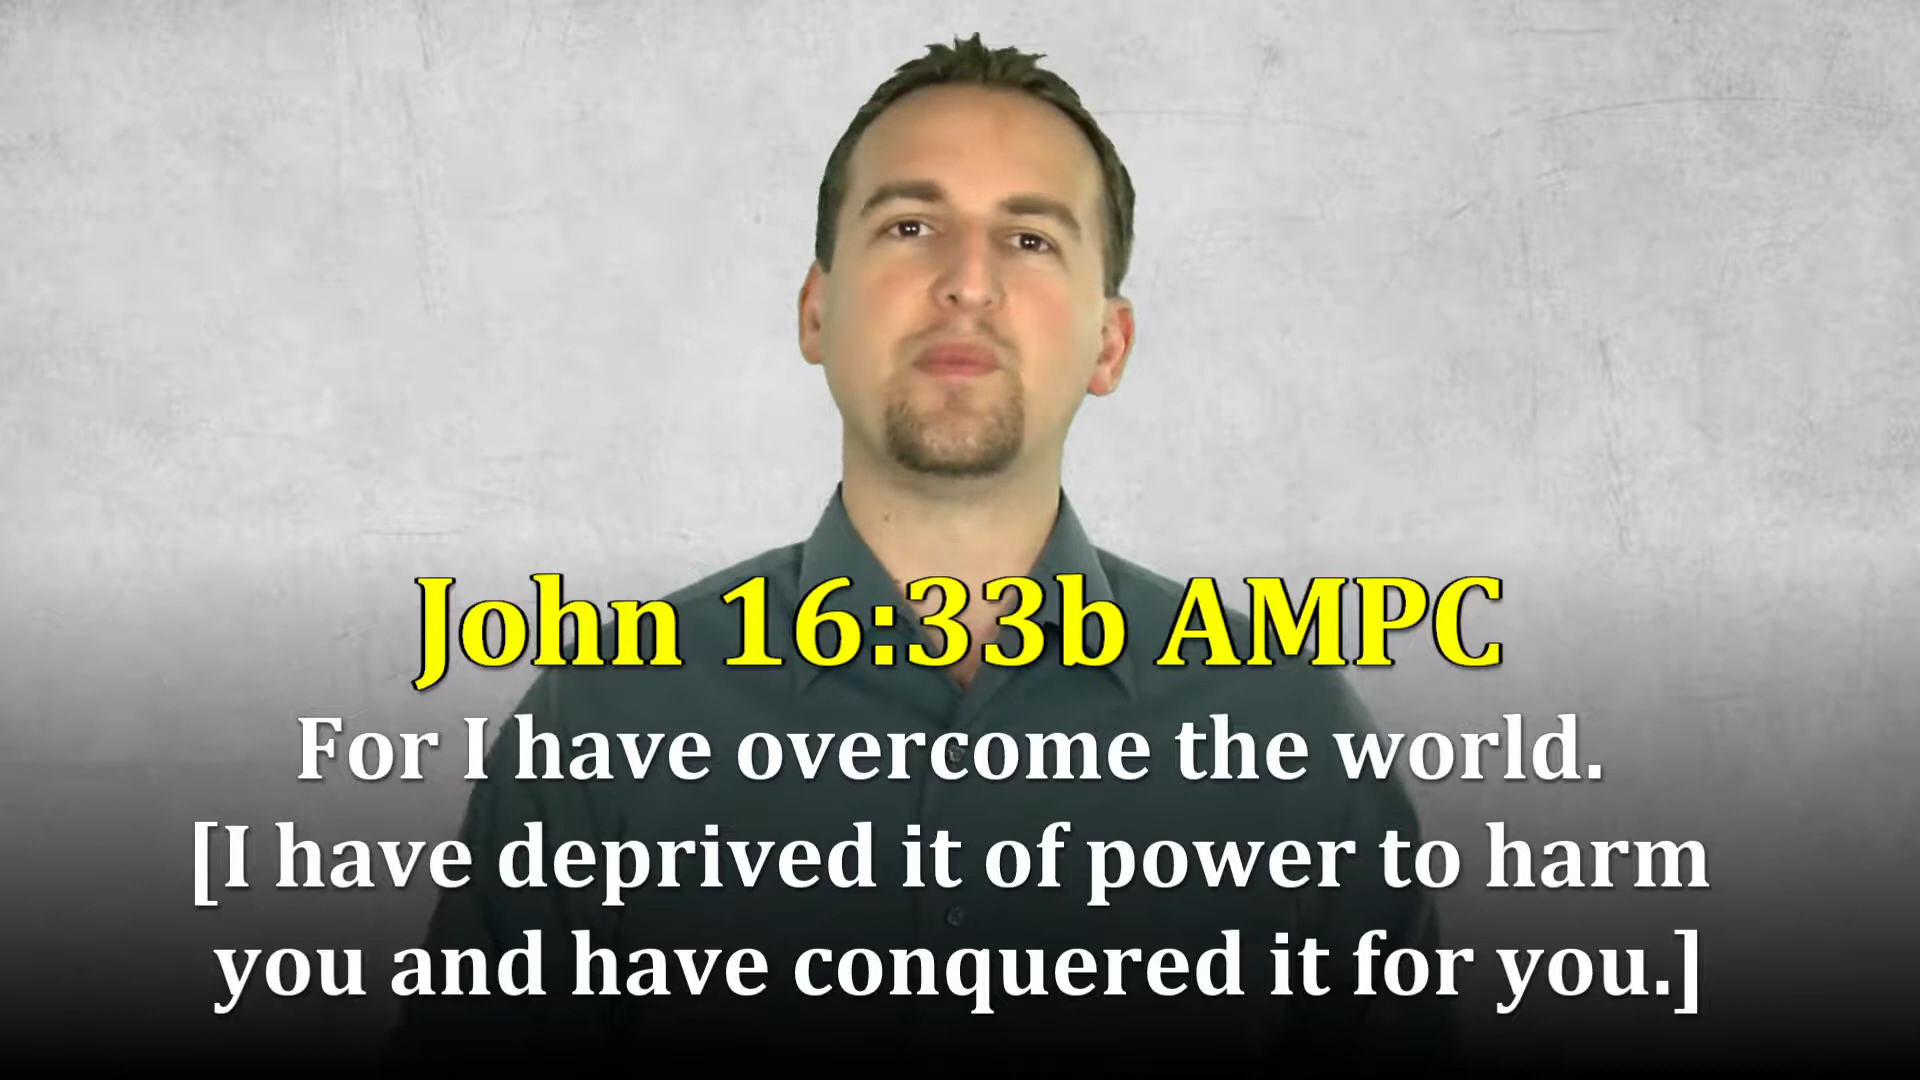 John 16:33b AMPC
For I have overcome the world.
[I have deprived it of power to harm
you and have conquered it for you.]